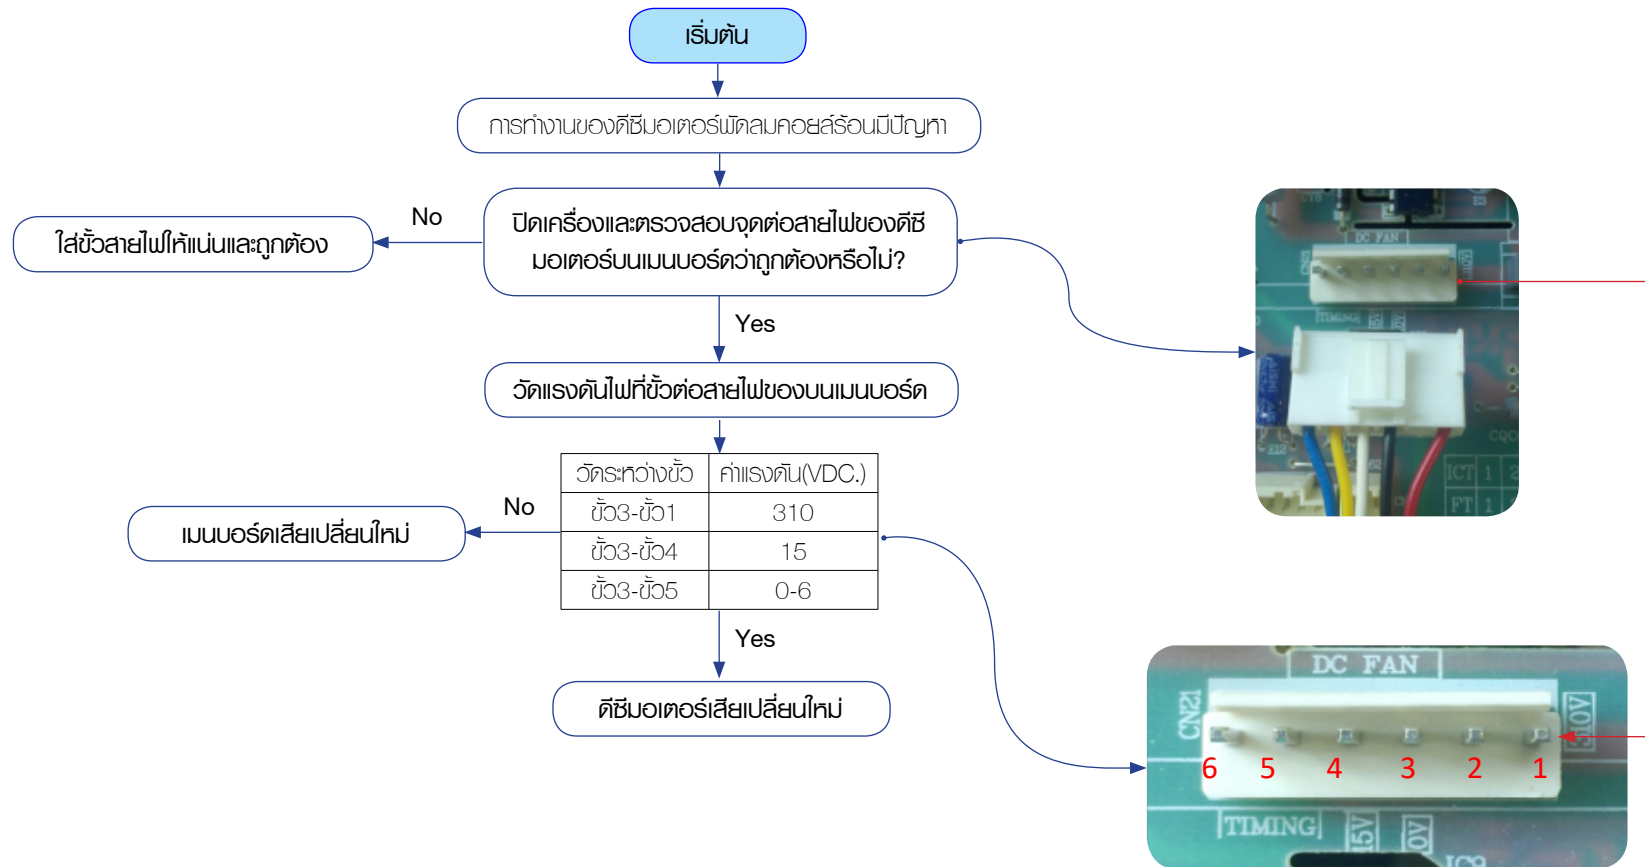 เริ่มต้น
การทำงานของดีซีมอเตอร์พัดลมคอยล์ร้อนมีปัญหา
No
ปิดเครื่องและตรวจสอบจุดต่อสายไฟของดีซี
มอเตอร์บนเมนบอร์ดว่าถูกต้องหรือไม่?
ใส่ขั้วสายไฟให้แน่นและถูกต้อง
Yes
วัดแรงดันไฟที่ขั้วต่อสายไฟของบนเมนบอร์ด
วัดระหว่างขั้ว ค่าแรงดัน(VDC.)
ขั้ว3-ขั้ว1 310
ขั้ว3-ขั้ว4 15
ขั้ว3-ขั้ว5 0-6
No
เมนบอร์ดเสียเปลี่ยนใหม่
Yes
ดีซีมอเตอร์เสียเปลี่ยนใหม่
DC FAN
CN21
TIMING
15V
0V
E12
ICT 1 2
FT 1
DC FAN
CN21
310V
6 5 4 3 2 1
TIMING
15V
0V
IC9